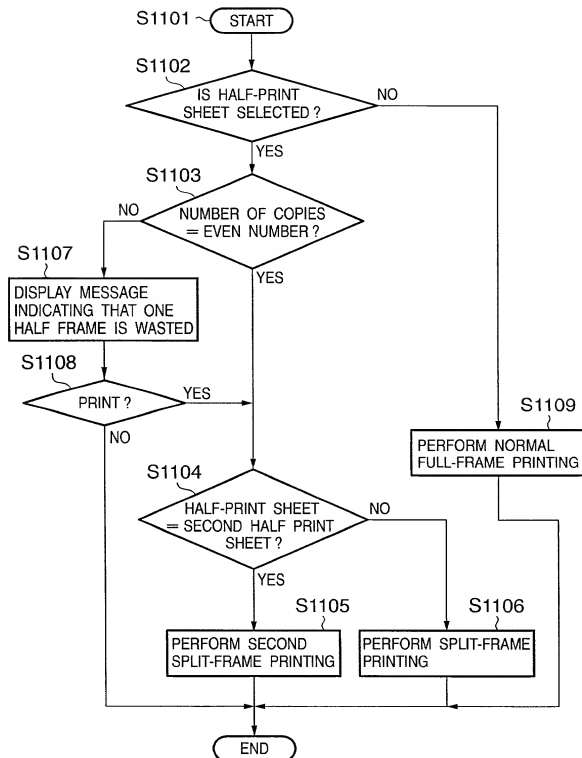 S1101
START
S1102
IS HALF-PRINT
SHEET SELECTED ?
NO
YES
S1103
NUMBER OF COPIES
= EVEN NUMBER ?
NO
YES
S1107
DISPLAY MESSAGE
INDICATING THAT ONE
HALF FRAME IS WASTED
S1108
PRINT ?
YES
NO
S1109
PERFORM NORMAL
FULL-FRAME PRINTING
S1104
HALF-PRINT SHEET
= SECOND HALF PRINT
SHEET ?
NO
YES
S1105
PERFORM SECOND
SPLIT-FRAME PRINTING
S1106
PERFORM SPLIT-FRAME
PRINTING
END